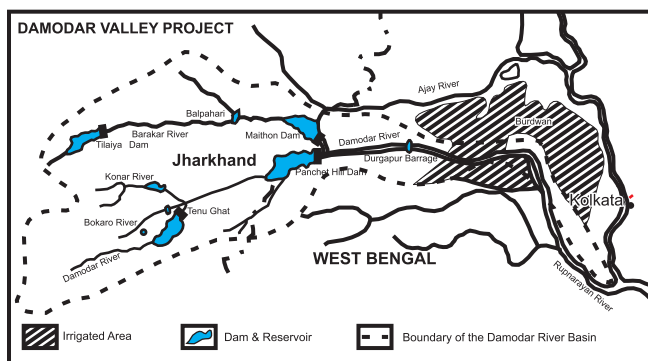 DAMODAR VALLEY PROJECT
Ajay River
Balpahari
Burdwan
Barakar River
Maithon Dam
Damodar River
Tilaiya
Dam
Jharkhand
Durgapur Barrage
Konar River
Panchet Hill Dam
Kolkata
Tenu Ghat
Bokaro River
WEST BENGAL
Damodar River
Rupnarayan River
Irrigated Area
Dam & Reservoir
Boundary of the Damodar River Basin